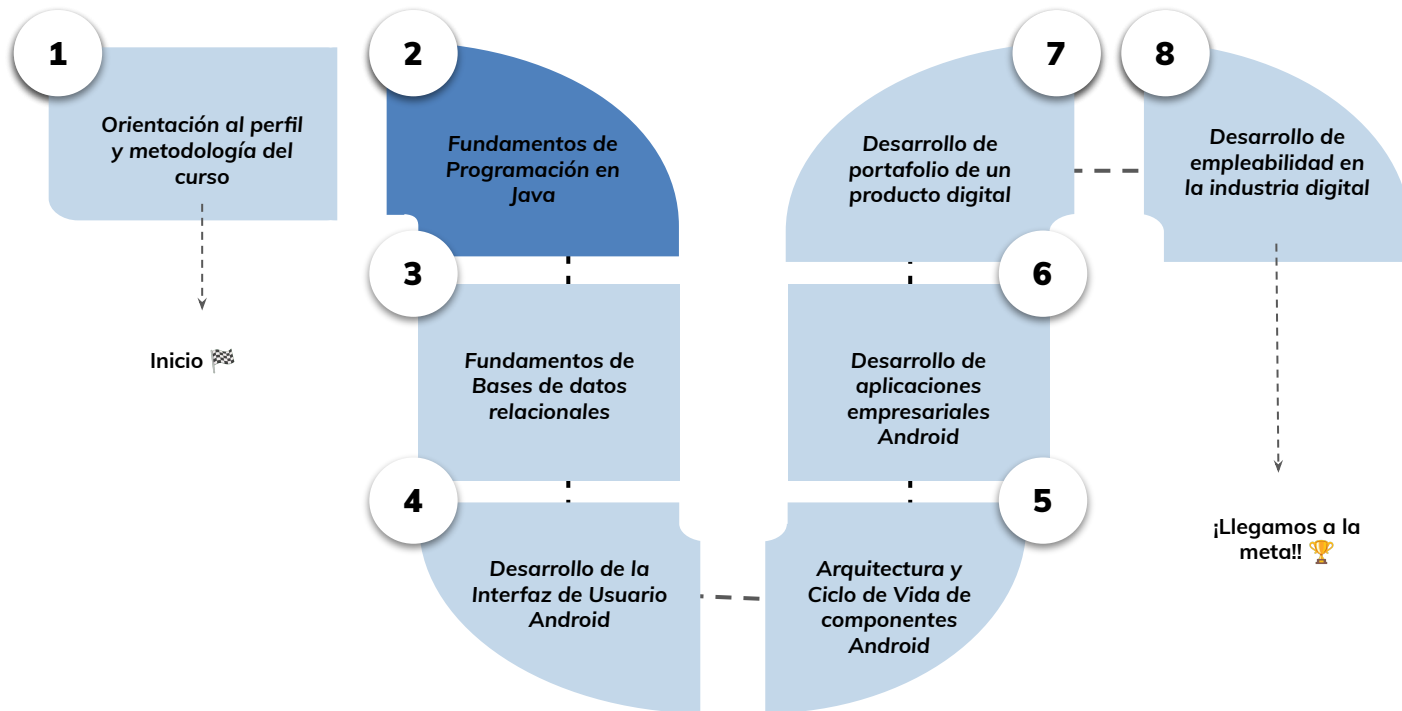 1
Orientación al perfil
y metodología del
curso
Inicio 🏁
2
Fundamentos de
Programación en
Java
3
Fundamentos de
Bases de datos
relacionales
4
Desarrollo de la
Interfaz de Usuario
Android
5
Arquitectura y
Ciclo de Vida de
componentes
Android
6
Desarrollo de
aplicaciones
empresariales
Android
7
Desarrollo de
portafolio de un
producto digital
8
Desarrollo de
empleabilidad en
la industria digital
¡Llegamos a la
meta!! 🏆